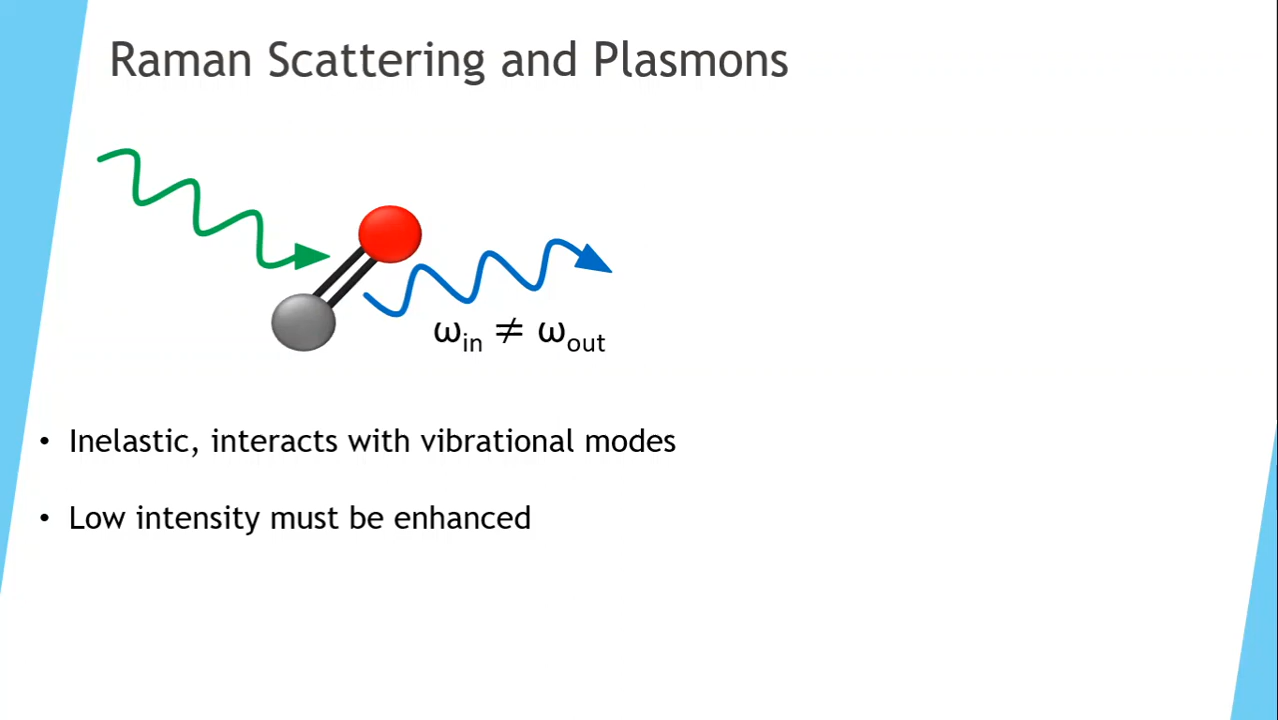 Raman Scattering and Plasmons
ωin ≠ ωout
• Inelastic, interacts with vibrational modes
• Low intensity must be enhanced